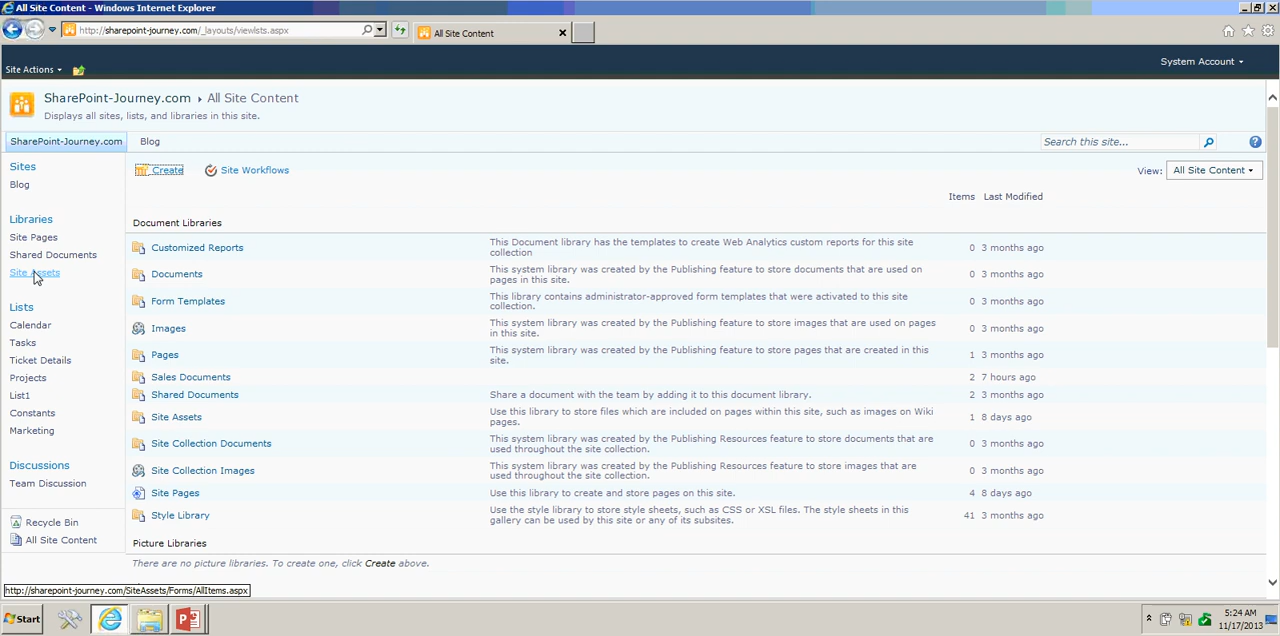 All Site Content - Windows Internet Explorer
http://sharepoint-journey.com/_layouts/viewlsts.aspx
All Site Content
Site Actions
System Account
SharePoint-Journey.com ▸ All Site Content
Displays all sites, lists, and libraries in this site.
SharePoint-Journey.com Blog
Search this site...
Sites
Blog
Libraries
Site Pages
Shared Documents
Site Assets
Lists
Calendar
Tasks
Ticket Details
Projects
List1
Constants
Marketing
Discussions
Team Discussion
Recycle Bin
All Site Content
Create Site Workflows
View: All Site Content
Items Last Modified
Document Libraries
Customized Reports This Document library has the templates to create Web Analytics custom reports for this site 0 3 months ago
collection
Documents This system library was created by the Publishing feature to store documents that are used on 0 3 months ago
pages in this site.
Form Templates This library contains administrator-approved form templates that were activated to this site 0 3 months ago
collection.
Images This system library was created by the Publishing feature to store images that are used on pages 0 3 months ago
in this site.
Pages This system library was created by the Publishing feature to store pages that are created in this 1 3 months ago
site.
Sales Documents 2 7 hours ago
Shared Documents Share a document with the team by adding it to this document library. 2 3 months ago
Site Assets Use this library to store files which are included on pages within this site, such as images on Wiki 1 8 days ago
pages.
Site Collection Documents This system library was created by the Publishing Resources feature to store documents that are 0 3 months ago
used throughout the site collection.
Site Collection Images This system library was created by the Publishing Resources feature to store images that are 0 3 months ago
used throughout the site collection.
Site Pages Use this library to create and store pages on this site. 4 8 days ago
Style Library Use the style library to store style sheets, such as CSS or XSL files. The style sheets in this 41 3 months ago
gallery can be used by this site or any of its subsites.
Picture Libraries
There are no picture libraries. To create one, click Create above.
http://sharepoint-journey.com/SiteAssets/Forms/AllItems.aspx
Start
5:24 AM
11/17/2013